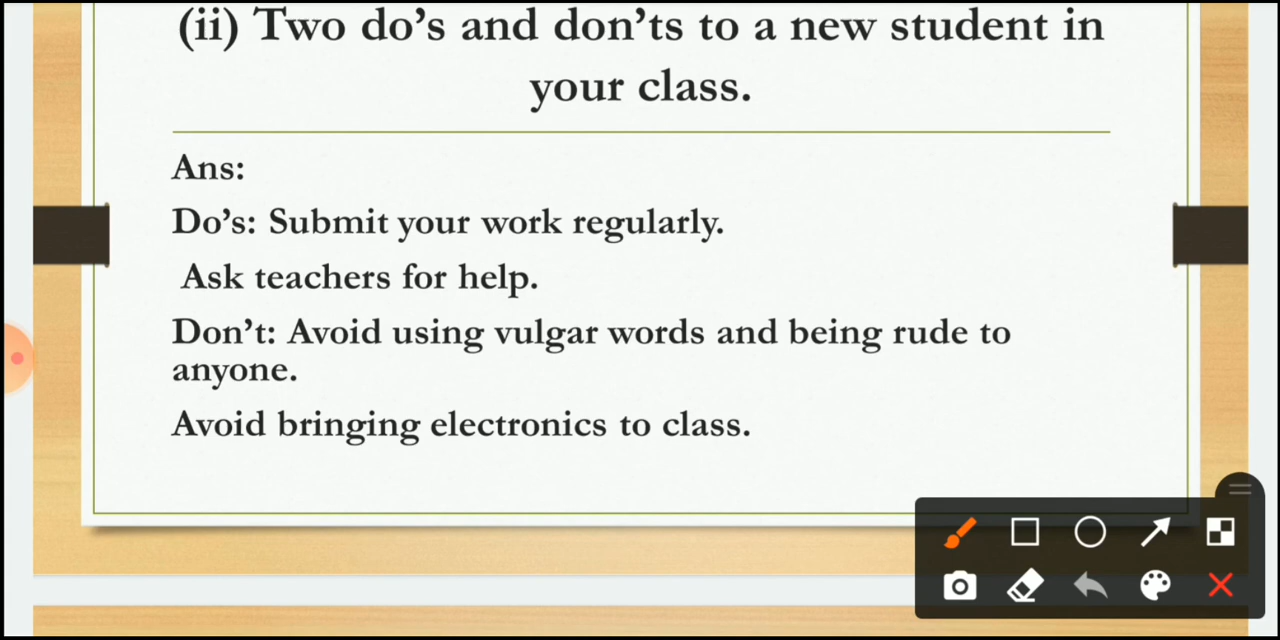 (ii) Two do’s and don’ts to a new student in
your class.
Ans:
Do’s: Submit your work regularly.
Ask teachers for help.
Don’t: Avoid using vulgar words and being rude to
anyone.
Avoid bringing electronics to class.